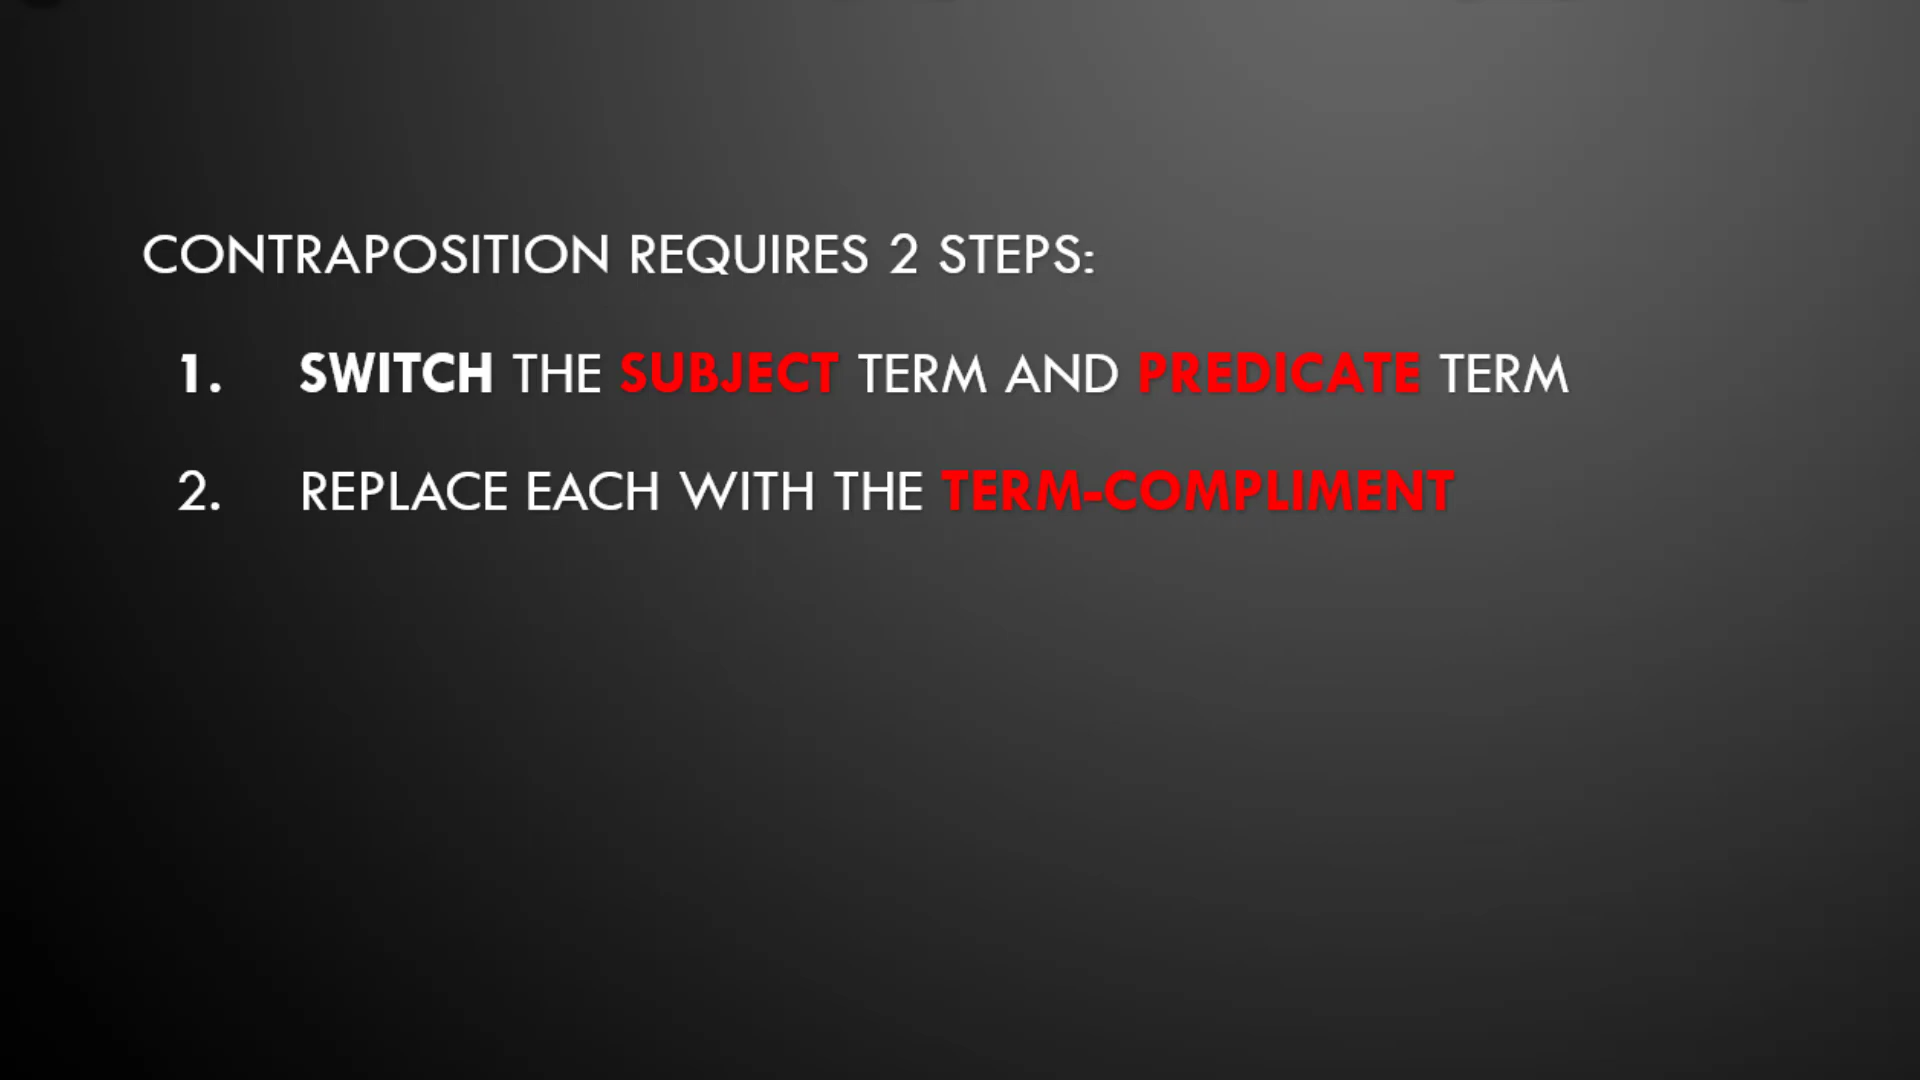 CONTRAPOSITION REQUIRES 2 STEPS:
1. SWITCH THE SUBJECT TERM AND PREDICATE TERM
2. REPLACE EACH WITH THE TERM-COMPLIMENT